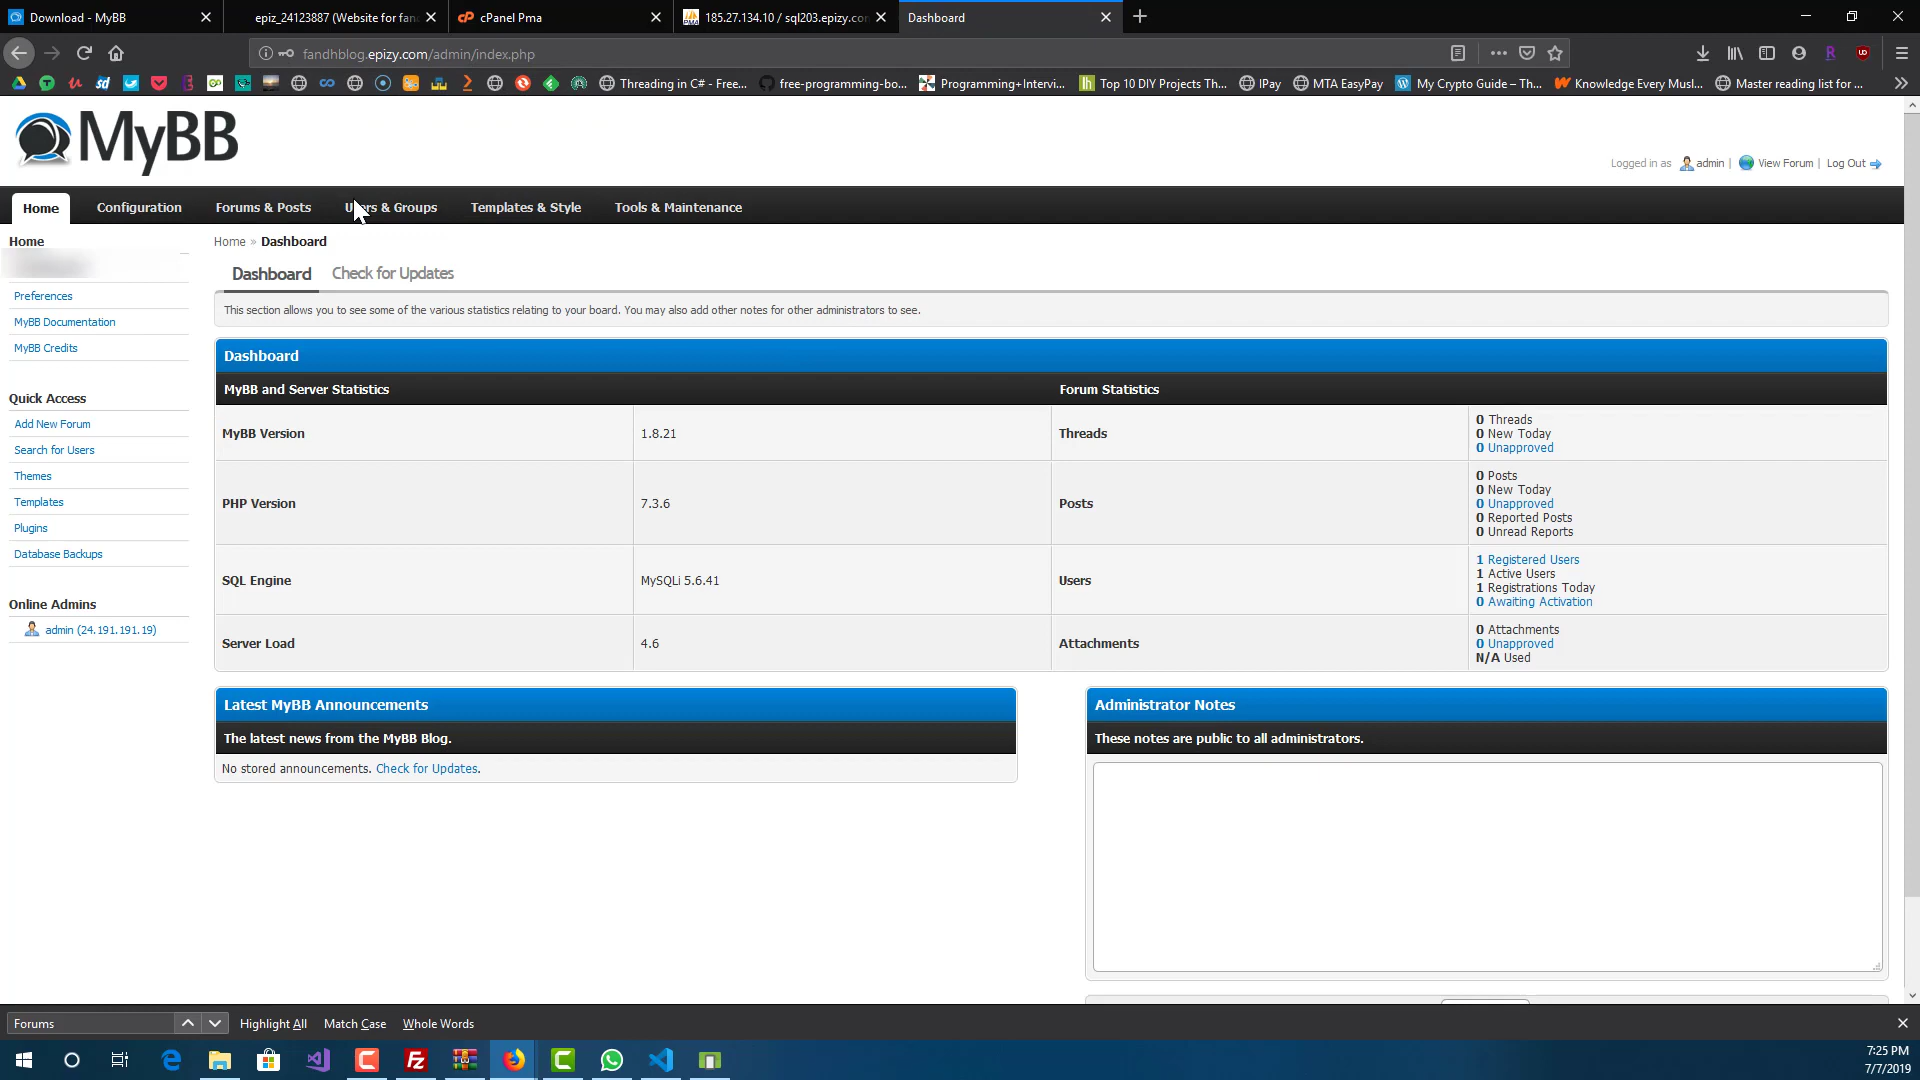 Download - MyBB
epiz_24123887 (Website for fan
cPanel Pma
185.27.134.10 / sql203.epizy.co
Dashboard
fandhblog.epizy.com/admin/index.php
Threading in C# - Free...
free-programming-bo...
Programming+Intervi...
Top 10 DIY Projects Th...
IPay
MTA EasyPay
My Crypto Guide – Th...
Knowledge Every Musl...
Master reading list for ...
MyBB
Logged in as admin | View Forum | Log Out
Home
Configuration
Forums & Posts
Users & Groups
Templates & Style
Tools & Maintenance
Home
Preferences
MyBB Documentation
MyBB Credits
Quick Access
Add New Forum
Search for Users
Themes
Templates
Plugins
Database Backups
Online Admins
admin (24.191.191.19)
Home » Dashboard
Dashboard Check for Updates
This section allows you to see some of the various statistics relating to your board. You may also add other notes for other administrators to see.
Dashboard
MyBB and Server Statistics
Forum Statistics
MyBB Version
1.8.21
Threads
0 Threads
0 New Today
0 Unapproved
PHP Version
7.3.6
Posts
0 Posts
0 New Today
0 Unapproved
0 Reported Posts
0 Unread Reports
SQL Engine
MySQLi 5.6.41
Users
1 Registered Users
1 Active Users
1 Registrations Today
0 Awaiting Activation
Server Load
4.6
Attachments
0 Attachments
0 Unapproved
N/A Used
Latest MyBB Announcements
The latest news from the MyBB Blog.
No stored announcements. Check for Updates.
Administrator Notes
These notes are public to all administrators.
Forums
Highlight All
Match Case
Whole Words
7:25 PM
7/7/2019